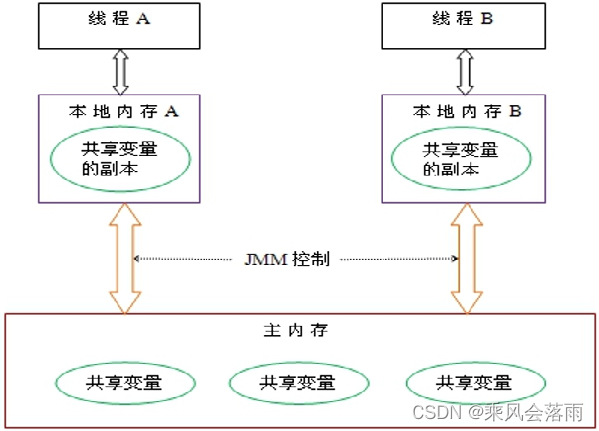 线程 A
线程 B
本地内存 A
本地内存 B
共享变量
的副本
共享变量
的副本
JMM 控制
主内存
共享变量
共享变量
共享变量
CSDN @乘风会落雨